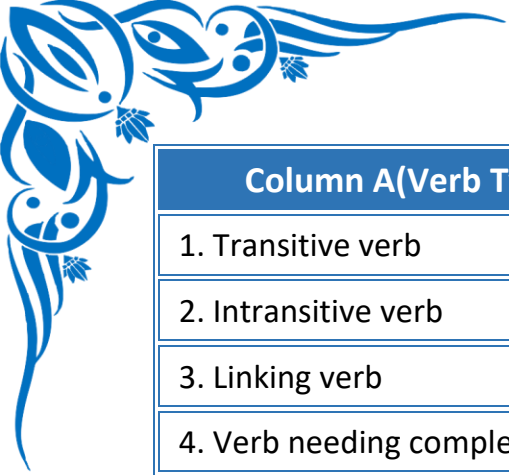 Column A(Verb T
1. Transitive verb
2. Intransitive verb
3. Linking verb
4. Verb needing comple